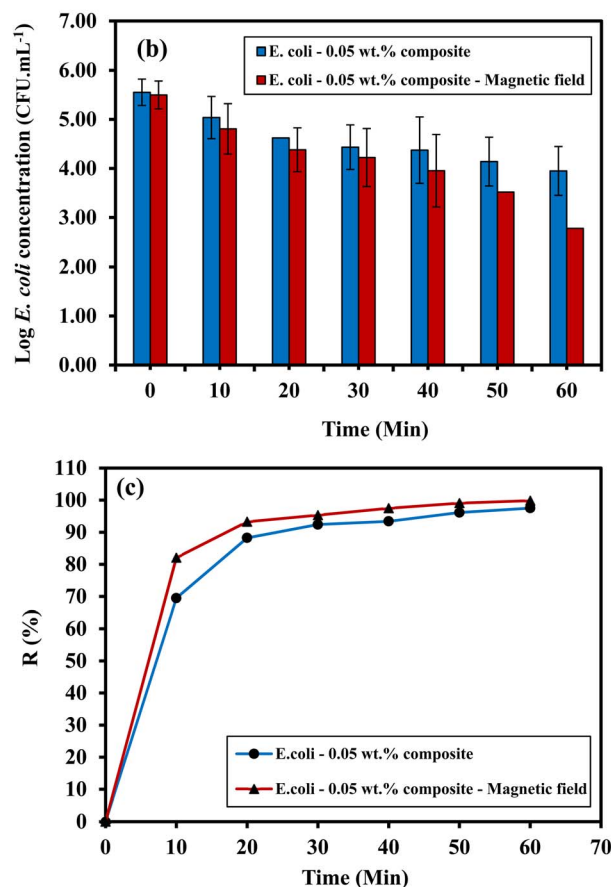 (b)
E. coli - 0.05 wt.% composite
E. coli - 0.05 wt.% composite - Magnetic field
Log E. coli concentration (CFU.mL-1)
7.00
6.00
5.00
4.00
3.00
2.00
1.00
0.00
0 10 20 30 40 50 60
Time (Min)
(c)
R (%)
110
100
90
80
70
60
50
40
30
20
10
0
E.coli - 0.05 wt.% composite
E.coli - 0.05 wt.% composite - Magnetic field
0 10 20 30 40 50 60 70
Time (Min)